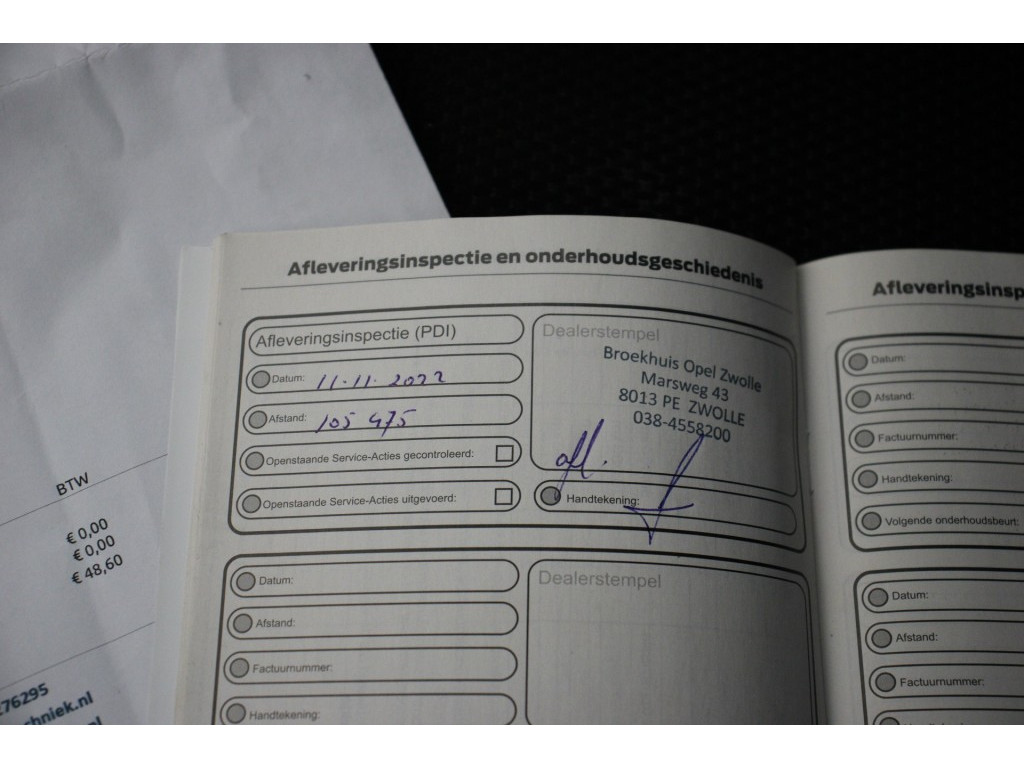 Afleveringsinspectie en onderhoudsgeschiedenis
Afleveringsinspectie (PDI)
Datum: 11-11-2022
Afstand: 105 475
Openstaande Service-Acties gecontroleerd:
Openstaande Service-Acties uitgevoerd:
Dealerstempel
Broekhuis Opel Zwolle
Marsweg 43
8013 PE ZWOLLE
038-4558200
afl.
Handtekening:
Datum:
Afstand:
Factuurnummer:
Handtekening:
Dealerstempel
Afleveringsinsp
Datum:
Afstand:
Factuurnummer:
Handtekening:
Volgende onderhoudsbeurt:
Datum:
Afstand:
Factuurnummer:
BTW
€ 0,00
€ 0,00
€ 48,60
276295
chniek.nl